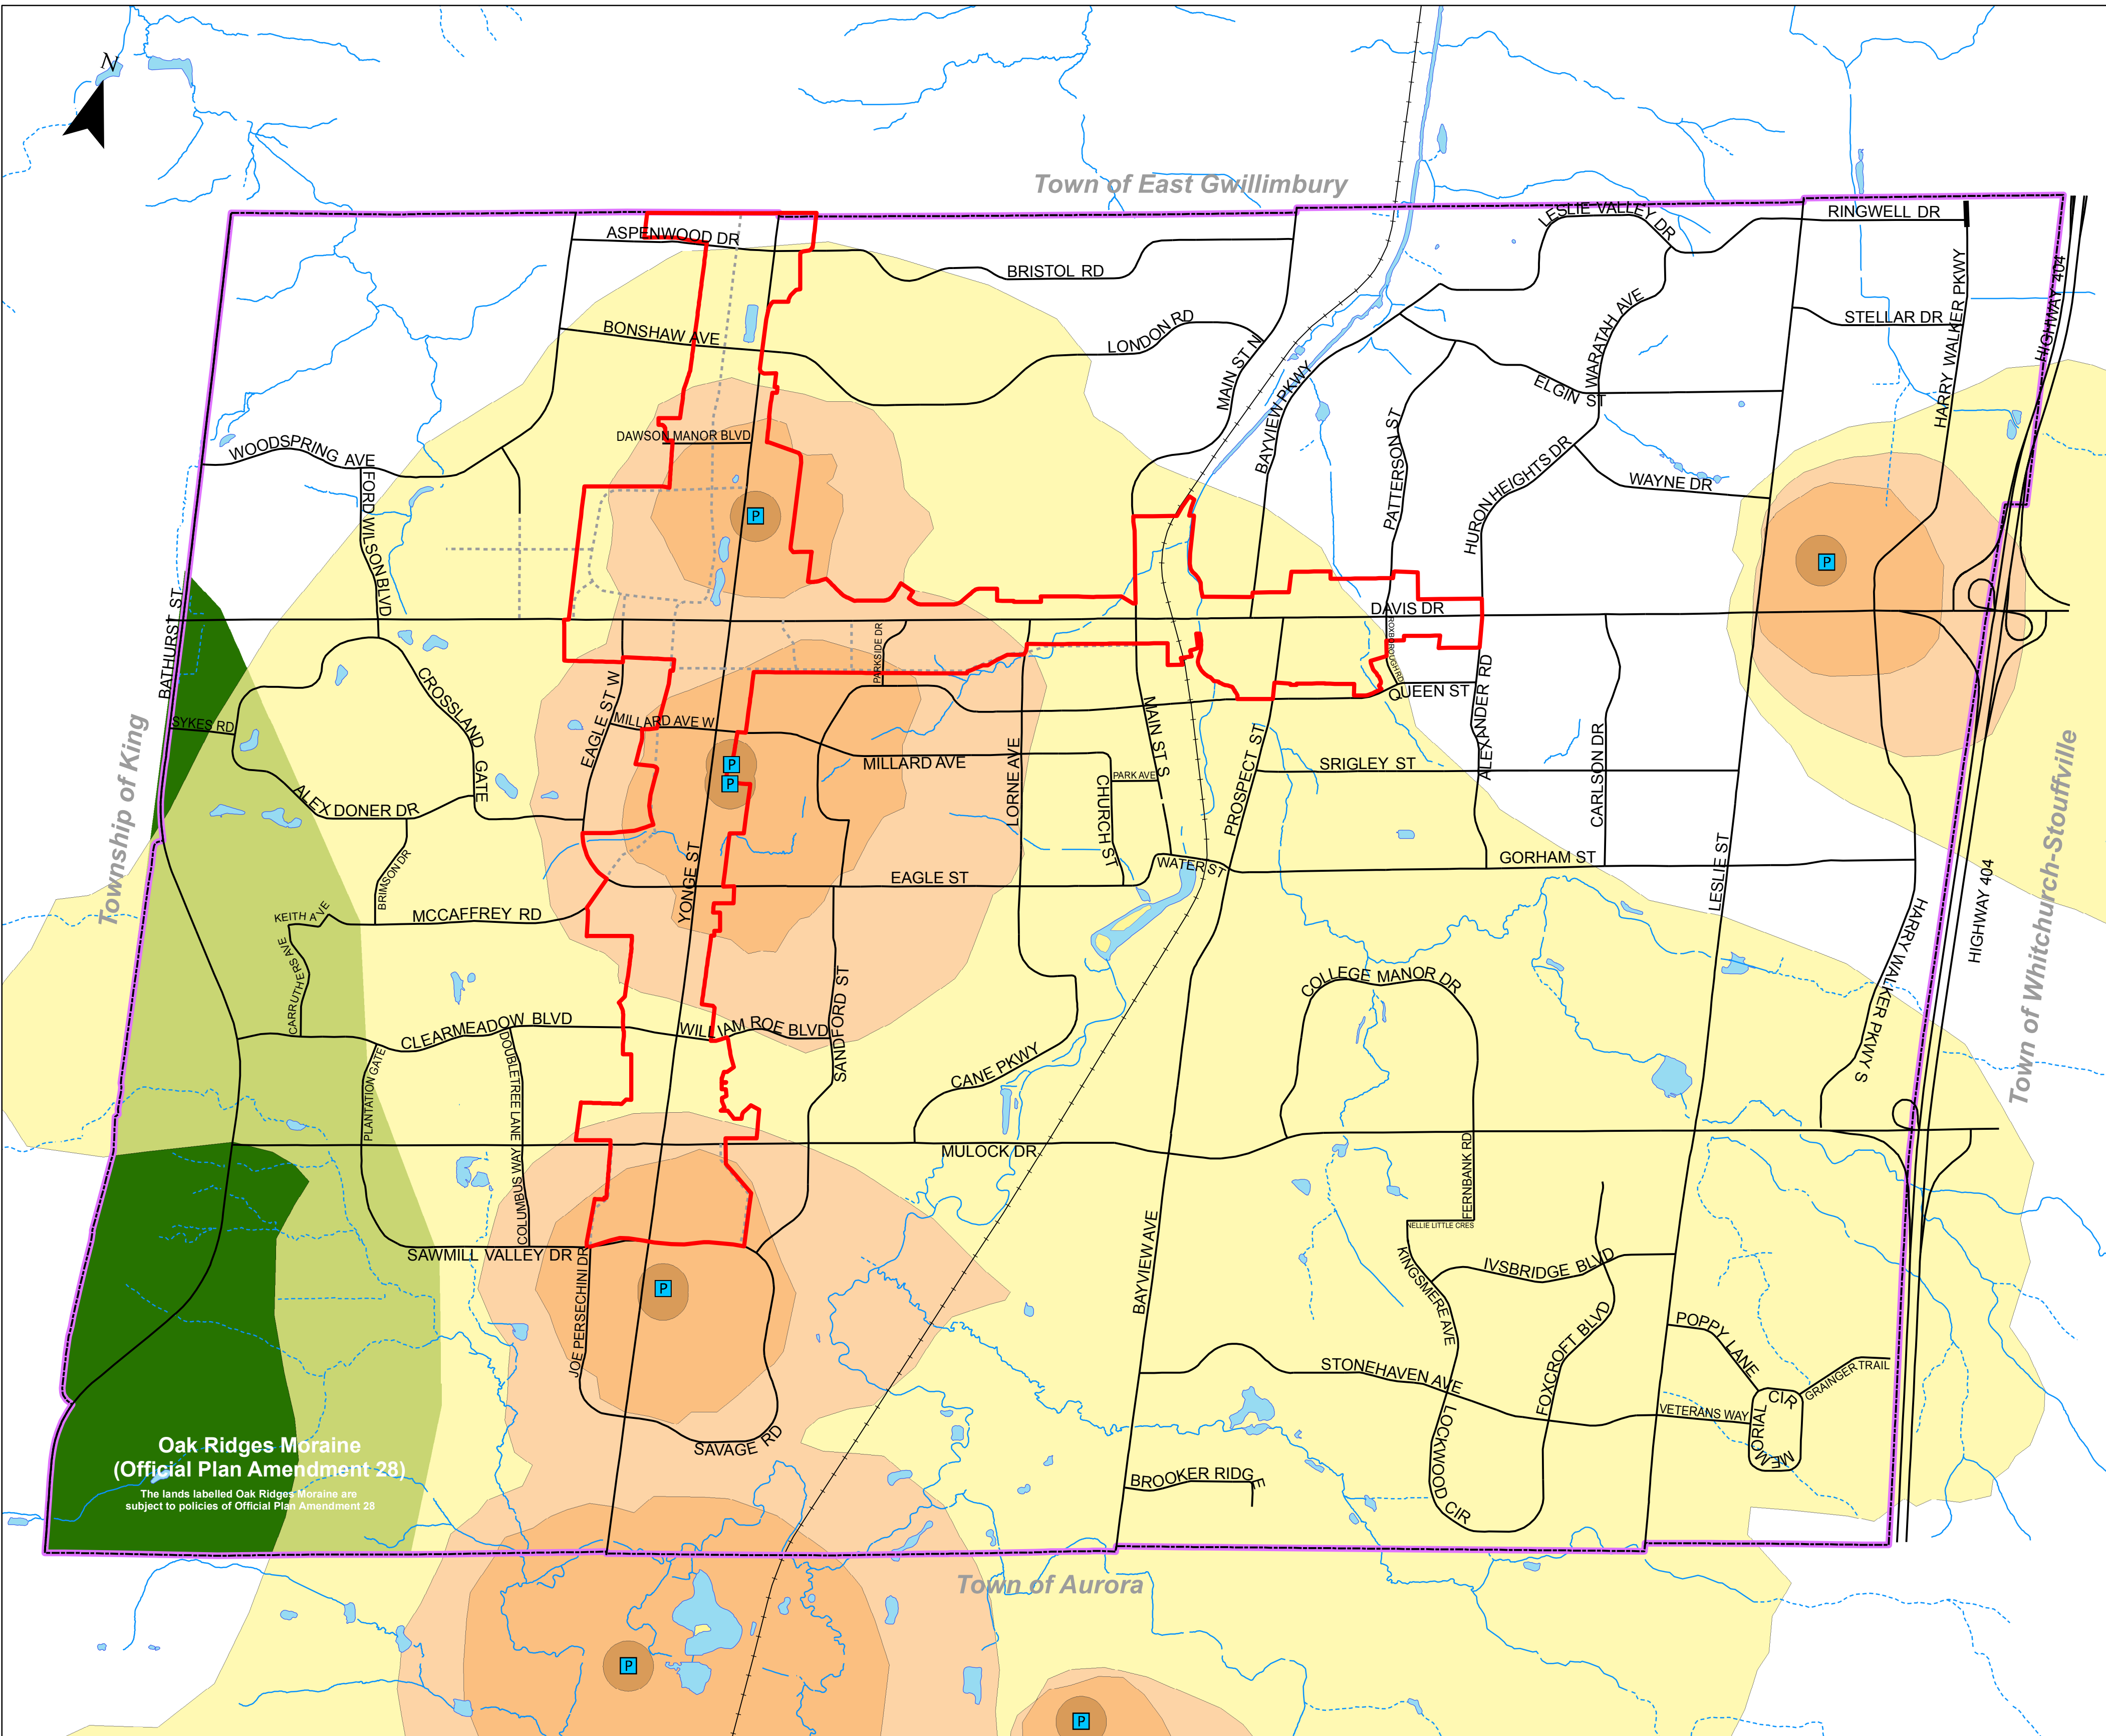 N
Town of East Gwillimbury
ASPENWOOD DR
BRISTOL RD
LESLIE VALLEY DR
RINGWELL DR
HIGHWAY 404
HARRY WALKER PKWY
STELLAR DR
BONSHAW AVE
LONDON RD
MAIN ST N
BAYVIEW PKWY
WARATAH AVE
ELGIN ST
DAWSON MANOR BLVD
WOODSPRING AVE
FORD WILSON BLVD
PATTERSON ST
HURON HEIGHTS DR
WAYNE DR
P
P
BATHURST ST
DAVIS DR
ROXBOROUGH RD
PARKSIDE DR
QUEEN ST
ALEXANDER RD
CROSSLAND GATE
EAGLE ST W
SYKES RD
MILLARD AVE W
P
P
MILLARD AVE
LORNE AVE
MAIN ST S
PARK AVE
CHURCH ST
PROSPECT ST
SRIGLEY ST
CARLSON DR
Township of King
Town of Whitchurch-Stouffville
ALEX DONER DR
BRIMSON DR
LESLIE ST
WATER ST
GORHAM ST
YONGE ST
EAGLE ST
KEITH AVE
MCCAFFREY RD
HARRY WALKER PKWY S
HIGHWAY 404
CARRUTHERS AVE
SANDFORD ST
COLLEGE MANOR DR
CLEARMEADOW BLVD
WILLIAM ROE BLVD
CANE PKWY
PLANTATION GATE
DOUBLETREE LANE
COLUMBUS WAY
MULOCK DR
FERNBANK RD
NELLIE LITTLE CRES
BAYVIEW AVE
SAWMILL VALLEY DR
KINGSMERE AVE
IVSBRIDGE BLVD
P
JOE PERSECHINI DR
FOXCROFT BLVD
POPPY LANE
STONEHAVEN AVE
GRAINGER TRAIL
VETERANS WAY
MEMORIAL CIR
SAVAGE RD
LOCKWOOD CIR
BROOKER RIDGE
Oak Ridges Moraine
(Official Plan Amendment 28)
The lands labelled Oak Ridges Moraine are
subject to policies of Official Plan Amendment 28
Town of Aurora
P
P